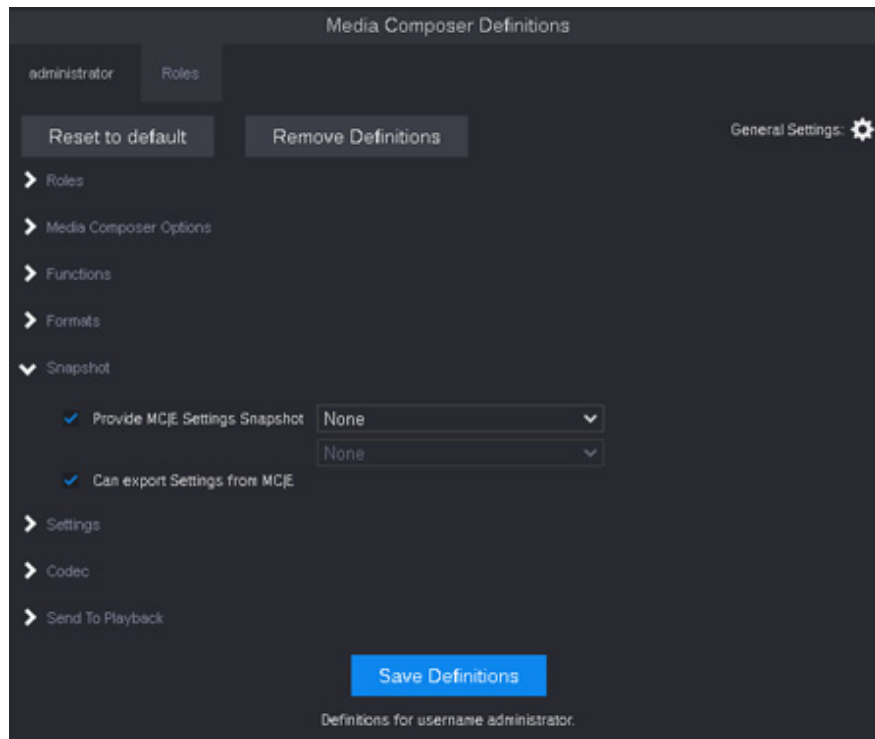 Media Composer Definitions
administrator Roles
Reset to default Remove Definitions General Settings:
Roles
Media Composer Options
Functions
Formats
Snapshot
Provide MC|E Settings Snapshot None
None
Can export Settings from MC|E
Settings
Codec
Send To Playback
Save Definitions
Definitions for username administrator.